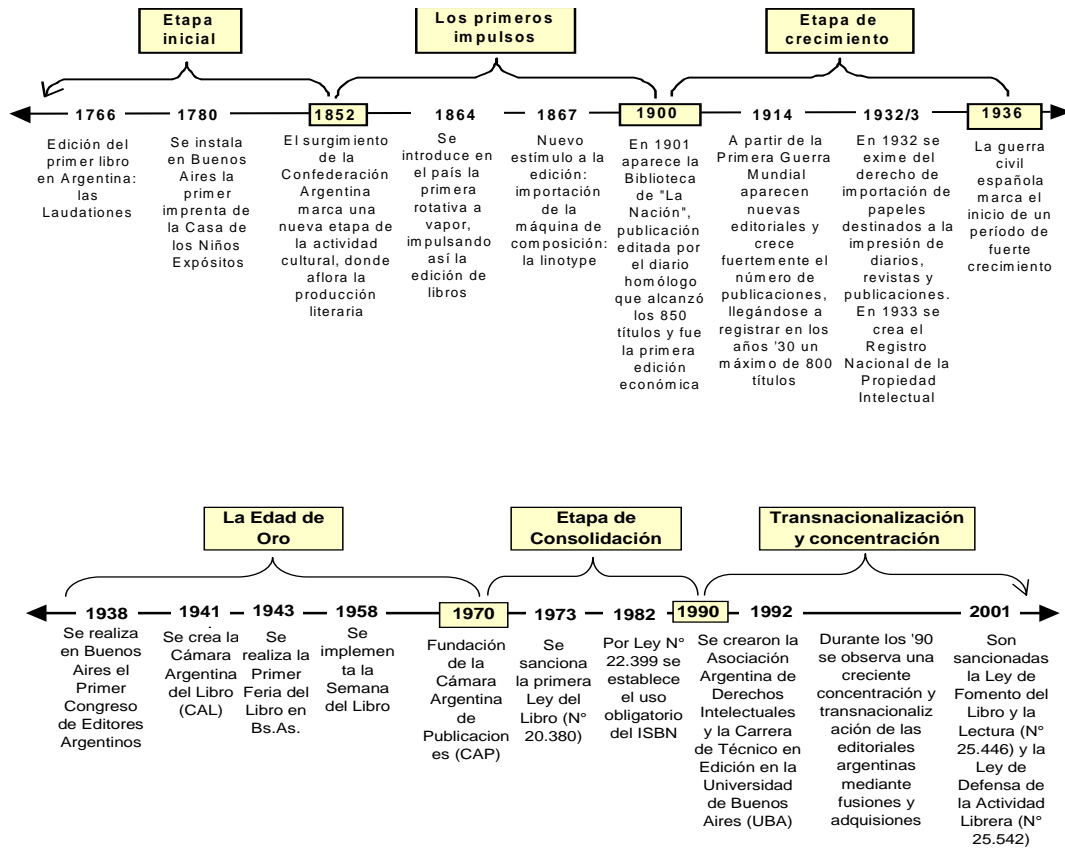 Etapa
inicial
Los primeros
impulsos
Etapa de
crecimiento
1766
Edición del
primer libro
en Argentina:
las
Laudationes
1780
Se instala
en Buenos
Aires la
primer
imprenta de
la Casa de
los Niños
Expósitos
1852
El surgimiento
de la
Confederación
Argentina
marca una
nueva etapa de
la actividad
cultural, donde
aflora la
producción
literaria
1864
Se
introduce en
el país la
primera
rotativa a
vapor,
impulsando
así la
edición de
libros
1867
Nuevo
estímulo a la
edición:
importación
de la
máquina de
composición:
la linotype
1900
En 1901
aparece la
Biblioteca
de "La
Nación",
publicación
editada por
el diario
homólogo
que alcanzó
los 850
títulos y fue
la primera
edición
económica
1914
A partir de la
Primera Guerra
Mundial
aparecen
nuevas
editoriales y
crece
fuertemente el
número de
publicaciones,
llegándose a
registrar en los
años '30 un
máximo de 800
títulos
1932/3
En 1932 se
exime del
derecho de
importación de
papeles
destinados a la
impresión de
diarios,
revistas y
publicaciones.
En 1933 se
crea el
Registro
Nacional de la
Propiedad
Intelectual
1936
La guerra
civil
española
marca el
inicio de un
período de
fuerte
crecimiento
La Edad de
Oro
Etapa de
Consolidación
Transnacionalización
y concentración
1938
Se realiza
en Buenos
Aires el
Primer
Congreso
de Editores
Argentinos
1941
Se crea la
Cámara
Argentina
del Libro
(CAL)
1943
Se
realiza la
Primer
Feria del
Libro en
Bs.As.
1958
Se
implemen
ta la
Semana
del Libro
1970
Fundación
de la
Cámara
Argentina
de
Publicacion
es (CAP)
1973
Se
sanciona
la primera
Ley del
Libro (N°
20.380)
1982
Por Ley N°
22.399 se
establece
el uso
obligatorio
del ISBN
1990
1992
Se crearon la
Asociación
Argentina de
Derechos
Intelectuales
y la Carrera
de Técnico en
Edición en la
Universidad
de Buenos
Aires (UBA)
Durante los '90
se observa una
creciente
concentración y
transnacionaliz
ación de las
editoriales
argentinas
mediante
fusiones y
adquisiones
2001
Son
sancionadas
la Ley de
Fomento del
Libro y la
Lectura (N°
25.446) y la
Ley de
Defensa de
la Actividad
Librera (N°
25.542)